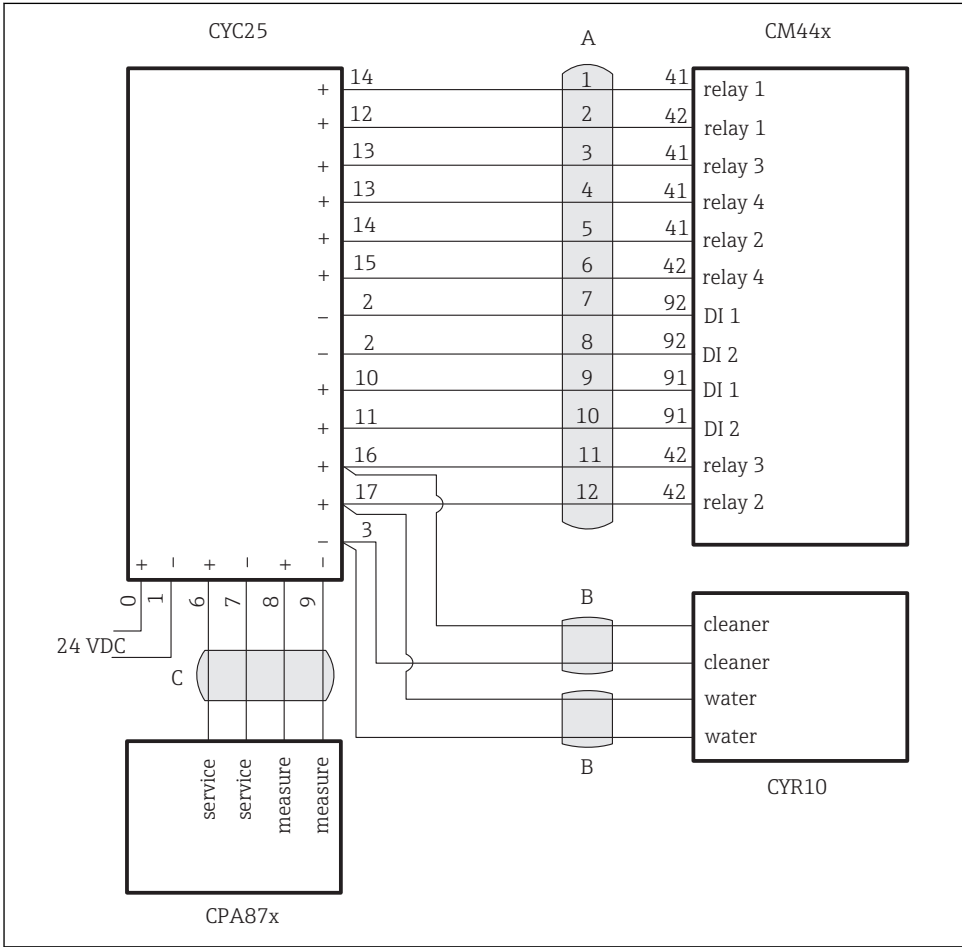 CYC25 A CM44x
+ 14 1 41 relay 1
+ 12 2 42 relay 1
+ 13 3 41 relay 3
+ 13 4 41 relay 4
+ 14 5 41 relay 2
+ 15 6 42 relay 4
– 2 7 92 DI 1
– 2 8 92 DI 2
+ 10 9 91 DI 1
+ 11 10 91 DI 2
+ 16 11 42 relay 3
+ 17 12 42 relay 2
– 3
+ – + – + –
0 1 6 7 8 9
24 VDC
B
cleaner
cleaner
water
water
B
CYR10
C
service
service
measure
measure
CPA87x